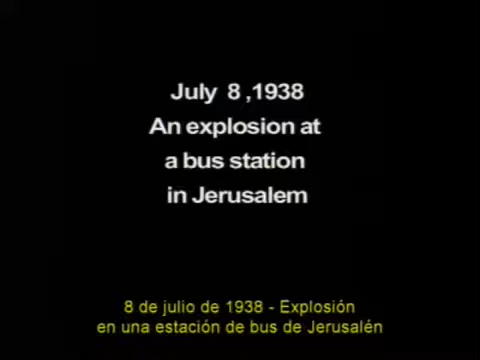 July 8 ,1938
An explosion at
a bus station
in Jerusalem
8 de julio de 1938 - Explosión
en una estación de bus de Jerusalén